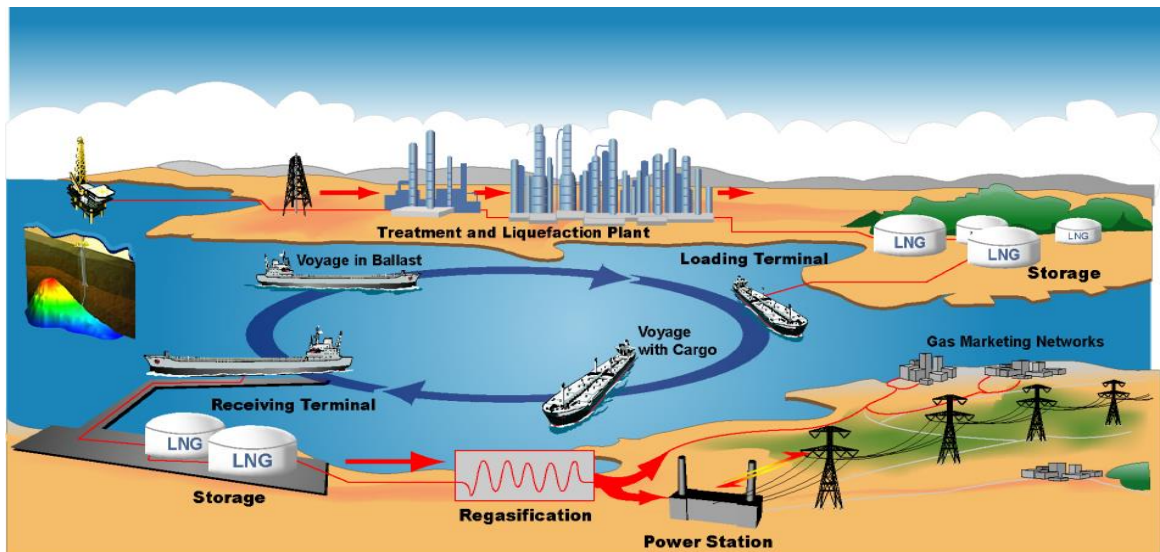 Treatment and Liquefaction Plant
Voyage in Ballast
Loading Terminal
LNG
LNG
LNG
Storage
Voyage
with Cargo
Gas Marketing Networks
Receiving Terminal
LNG
LNG
Storage
Regasification
Power Station